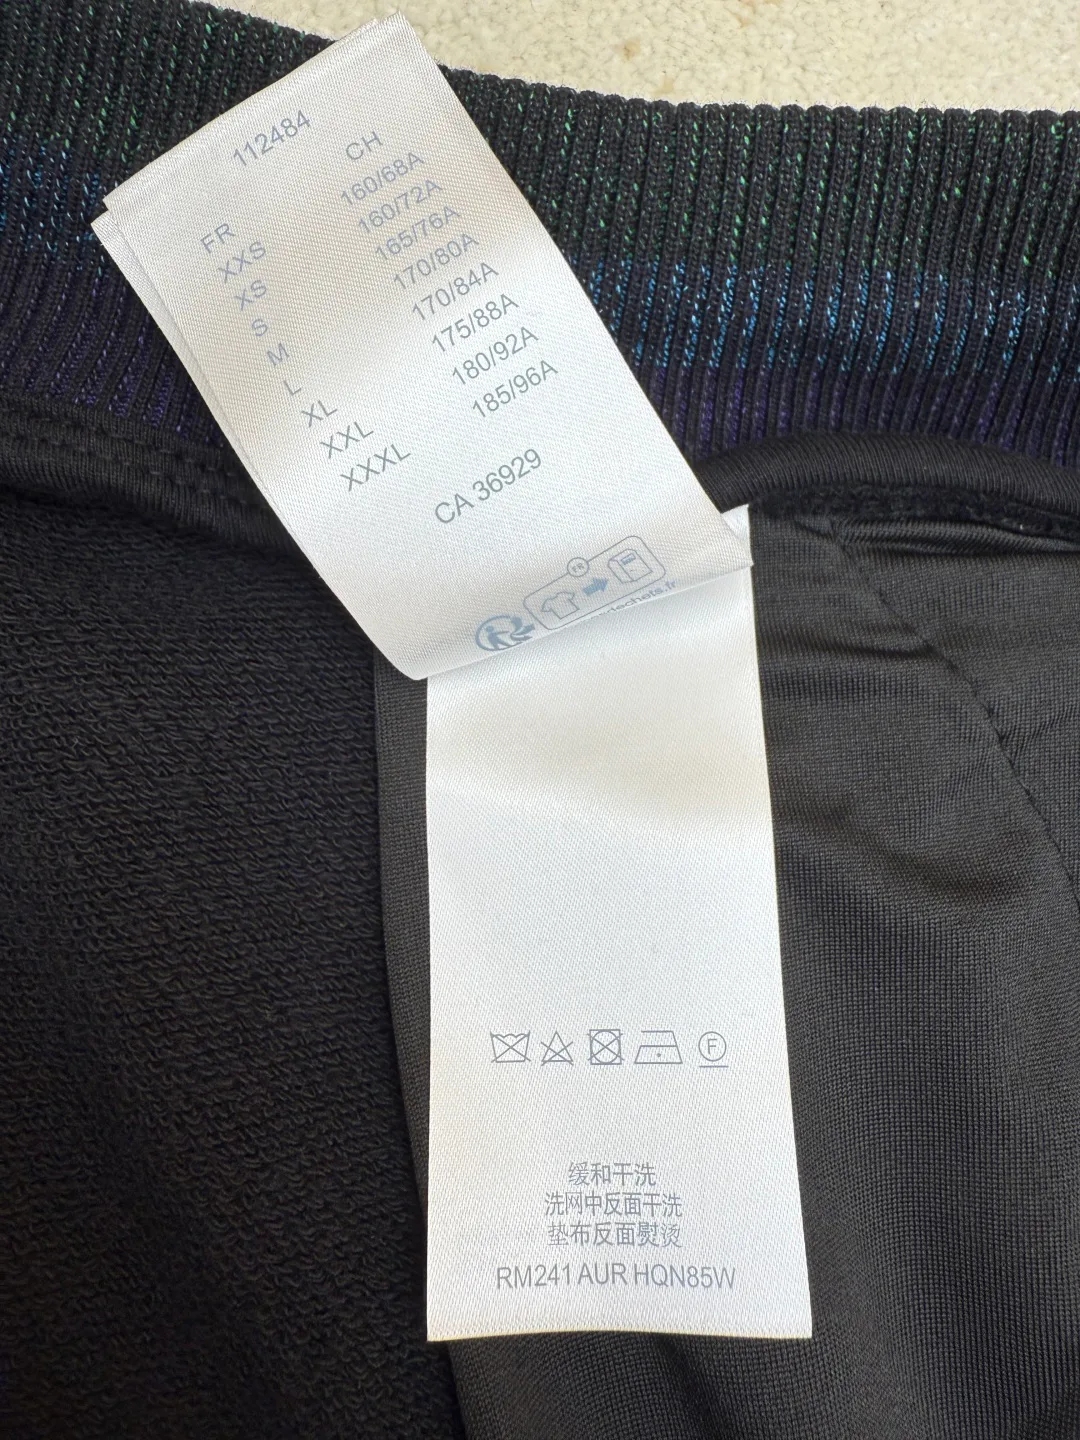 112484
FR CH
XXS 160/68A
XS 160/72A
S 165/76A
M 170/80A
L 170/84A
XL 175/88A
XXL 180/92A
XXXL 185/96A
CA 36929
FR
F
缓和干洗
洗网中反面干洗
垫布反面熨烫
RM241 AUR HQN85W